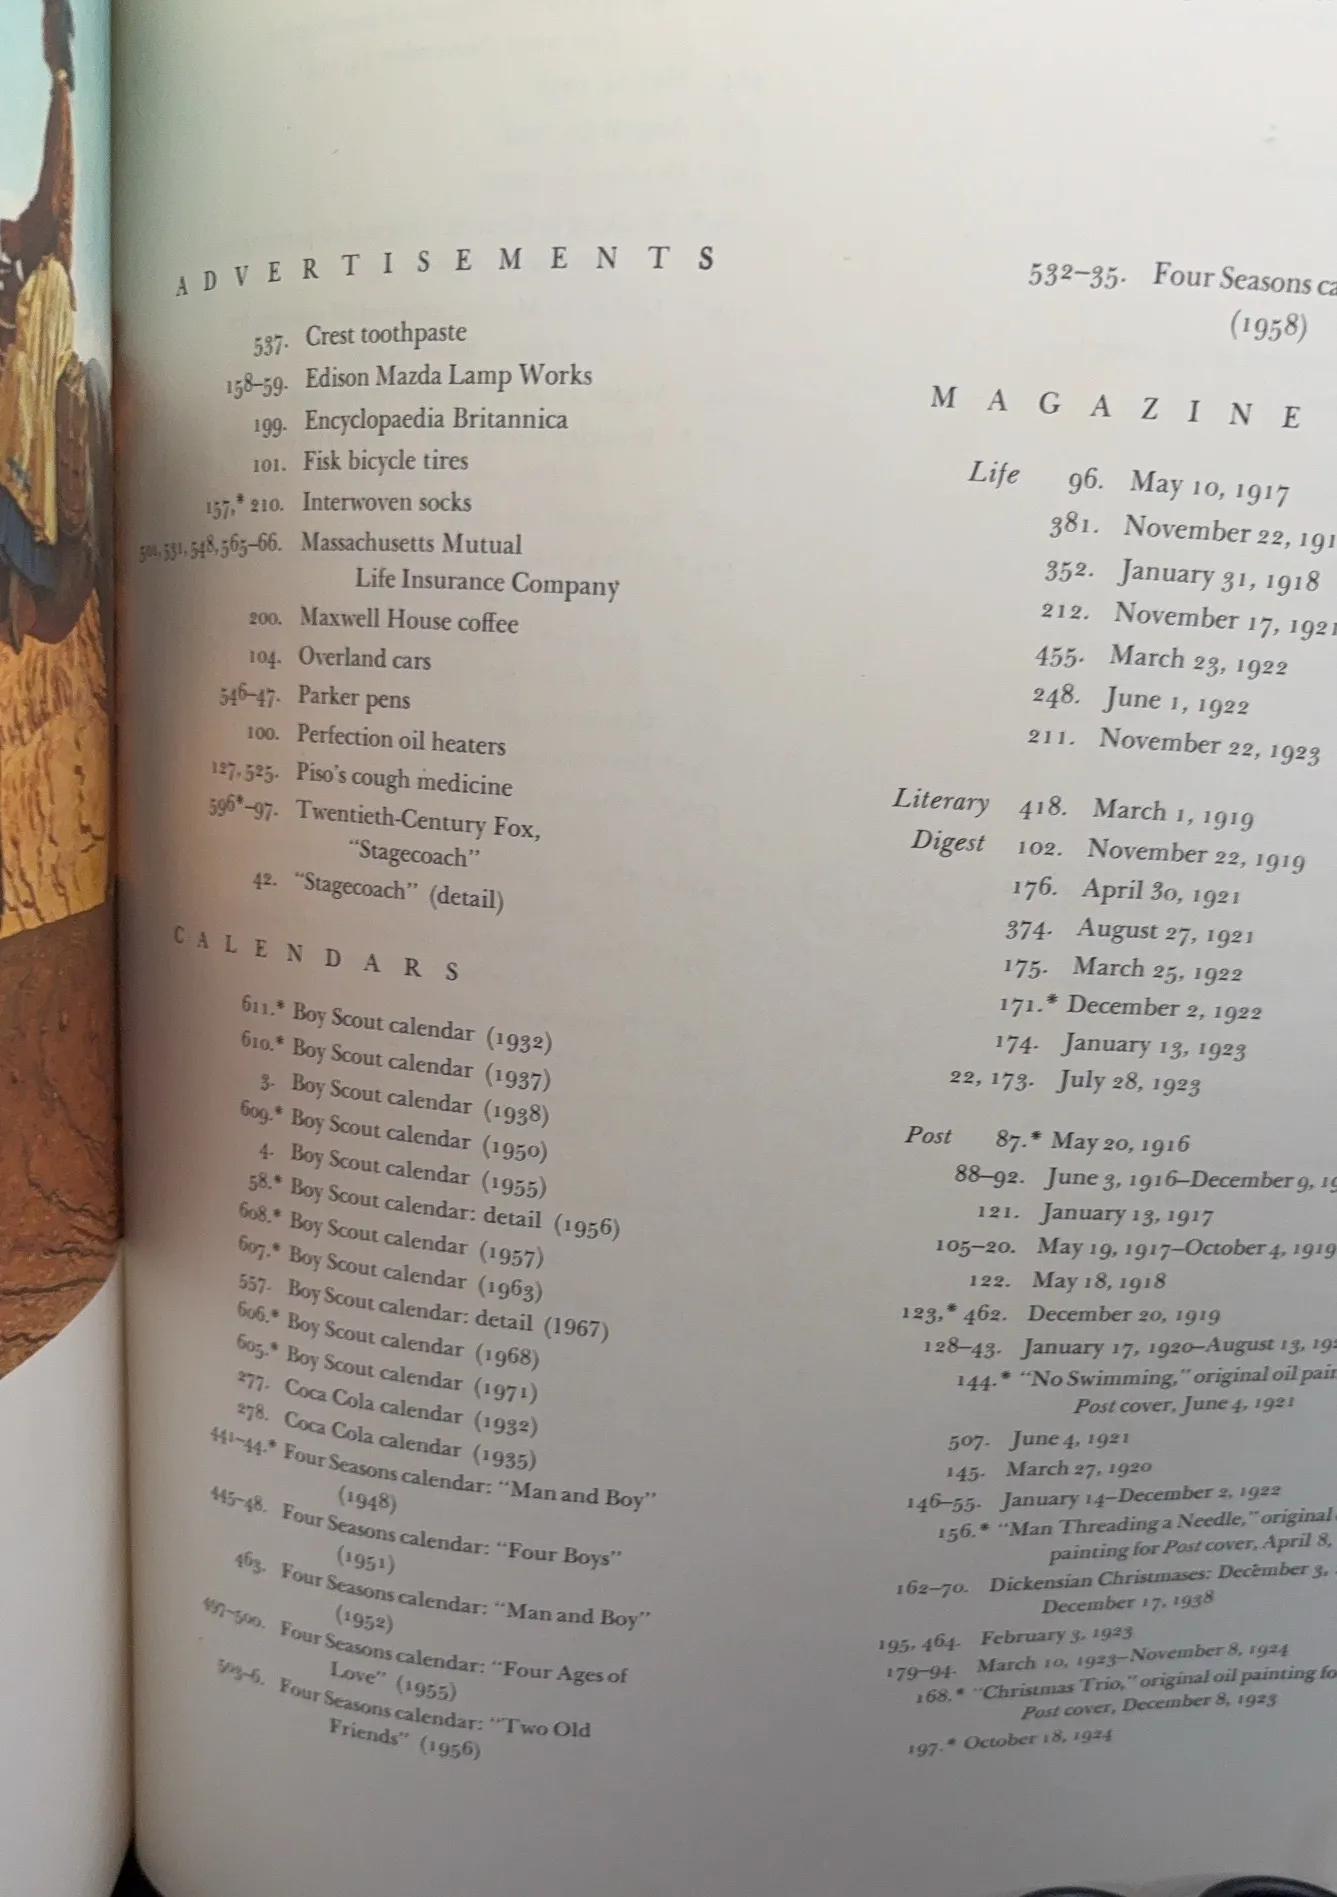 ADVERTISEMENTS
537. Crest toothpaste
158–59. Edison Mazda Lamp Works
199. Encyclopaedia Britannica
101. Fisk bicycle tires
157,* 210. Interwoven socks
531, 548, 565–66. Massachusetts Mutual
Life Insurance Company
200. Maxwell House coffee
104. Overland cars
546–47. Parker pens
100. Perfection oil heaters
127, 525. Piso's cough medicine
596*–97. Twentieth-Century Fox,
"Stagecoach"
42. "Stagecoach" (detail)
CALENDARS
611.* Boy Scout calendar (1932)
610.* Boy Scout calendar (1937)
3. Boy Scout calendar (1938)
609.* Boy Scout calendar (1950)
4. Boy Scout calendar (1955)
58.* Boy Scout calendar: detail (1956)
608.* Boy Scout calendar (1957)
607.* Boy Scout calendar (1963)
557. Boy Scout calendar: detail (1967)
606.* Boy Scout calendar (1968)
605.* Boy Scout calendar (1971)
277. Coca Cola calendar (1932)
278. Coca Cola calendar (1935)
441–44.* Four Seasons calendar: "Man and Boy"
(1948)
445–48. Four Seasons calendar: "Four Boys"
(1951)
463. Four Seasons calendar: "Man and Boy"
(1952)
497–500. Four Seasons calendar: "Four Ages of
Love" (1955)
503–6. Four Seasons calendar: "Two Old
Friends" (1956)
532–35. Four Seasons ca
(1958)
MAGAZINE
Life 96. May 10, 1917
381. November 22, 191
352. January 31, 1918
212. November 17, 1921
455. March 23, 1922
248. June 1, 1922
211. November 22, 1923
Literary 418. March 1, 1919
Digest 102. November 22, 1919
176. April 30, 1921
374. August 27, 1921
175. March 25, 1922
171.* December 2, 1922
174. January 13, 1923
22, 173. July 28, 1923
Post 87.* May 20, 1916
88–92. June 3, 1916–December 9, 19
121. January 13, 1917
105–20. May 19, 1917–October 4, 1919
122. May 18, 1918
123,* 462. December 20, 1919
128–43. January 17, 1920–August 13, 192
144.* "No Swimming," original oil pain
Post cover, June 4, 1921
507. June 4, 1921
145. March 27, 1920
146–55. January 14–December 2, 1922
156.* "Man Threading a Needle," original
painting for Post cover, April 8,
162–70. Dickensian Christmases: December 3,
December 17, 1938
195, 464. February 3, 1923
179–94. March 10, 1923–November 8, 1924
168.* "Christmas Trio," original oil painting fo
Post cover, December 8, 1923
197.* October 18, 1924